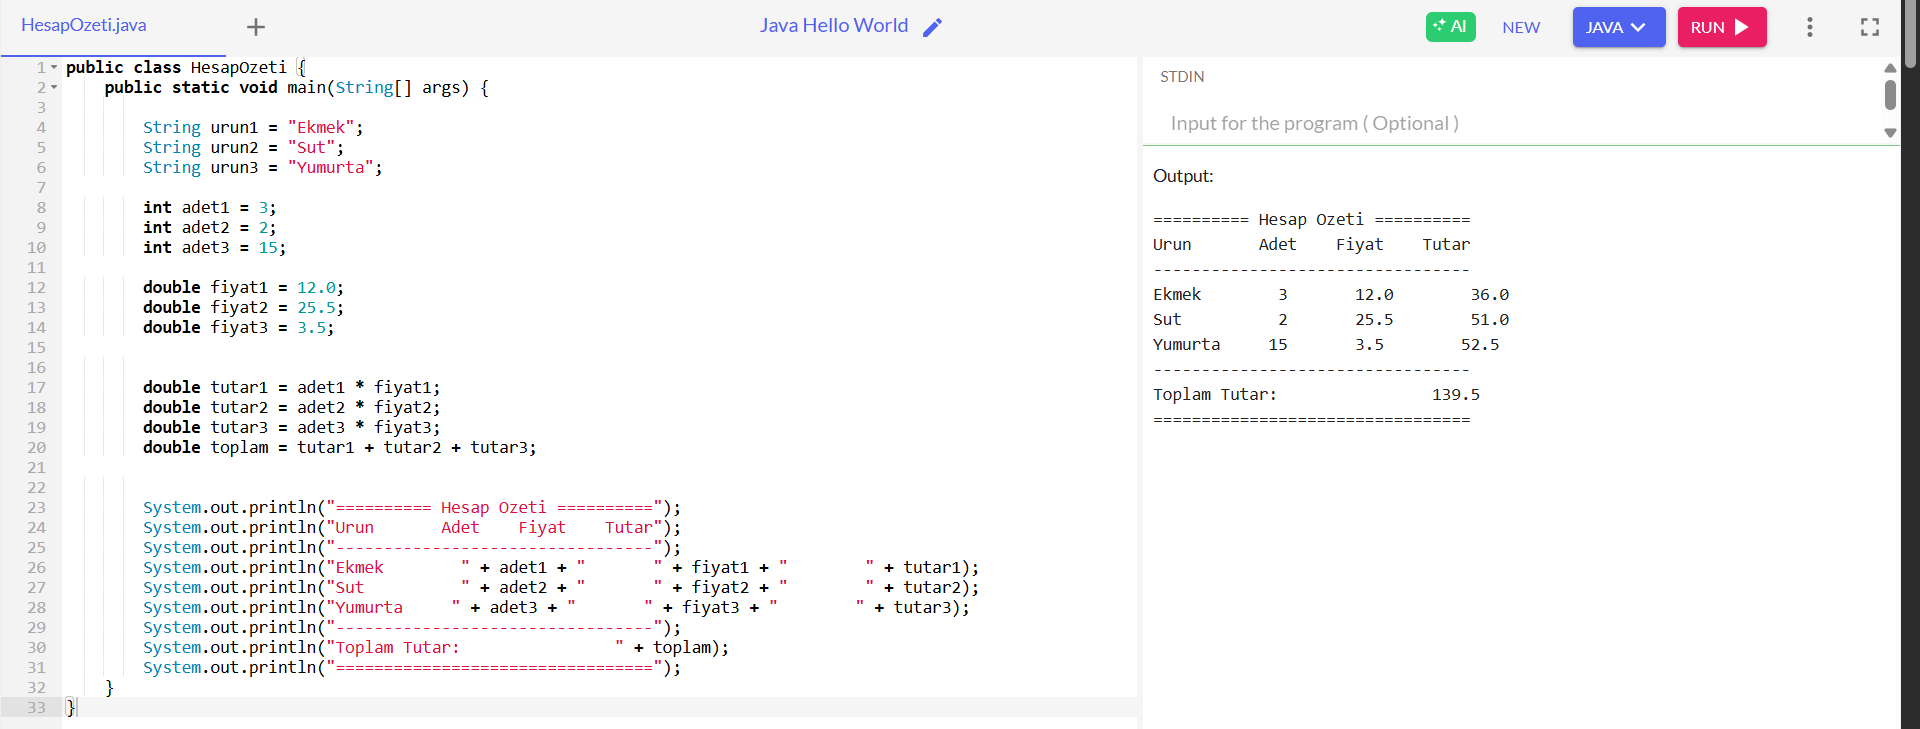 HesapOzeti.java
Java Hello World
AI
NEW
JAVA
RUN
1 public class HesapOzeti {
2     public static void main(String[] args) {
3
4         String urun1 = "Ekmek";
5         String urun2 = "Sut";
6         String urun3 = "Yumurta";
7
8         int adet1 = 3;
9         int adet2 = 2;
10         int adet3 = 15;
11
12         double fiyat1 = 12.0;
13         double fiyat2 = 25.5;
14         double fiyat3 = 3.5;
15
16
17         double tutar1 = adet1 * fiyat1;
18         double tutar2 = adet2 * fiyat2;
19         double tutar3 = adet3 * fiyat3;
20         double toplam = tutar1 + tutar2 + tutar3;
21
22
23         System.out.println("========== Hesap Ozeti ==========");
24         System.out.println("Urun       Adet    Fiyat    Tutar");
25         System.out.println("---------------------------------");
26         System.out.println("Ekmek        " + adet1 + "       " + fiyat1 + "        " + tutar1);
27         System.out.println("Sut          " + adet2 + "       " + fiyat2 + "        " + tutar2);
28         System.out.println("Yumurta     " + adet3 + "       " + fiyat3 + "        " + tutar3);
29         System.out.println("---------------------------------");
30         System.out.println("Toplam Tutar:                " + toplam);
31         System.out.println("=================================");
32     }
33 }
STDIN
Input for the program ( Optional )
Output:
========== Hesap Ozeti ==========
Urun       Adet    Fiyat    Tutar
---------------------------------
Ekmek        3       12.0        36.0
Sut          2       25.5        51.0
Yumurta     15       3.5        52.5
---------------------------------
Toplam Tutar:                139.5
=================================